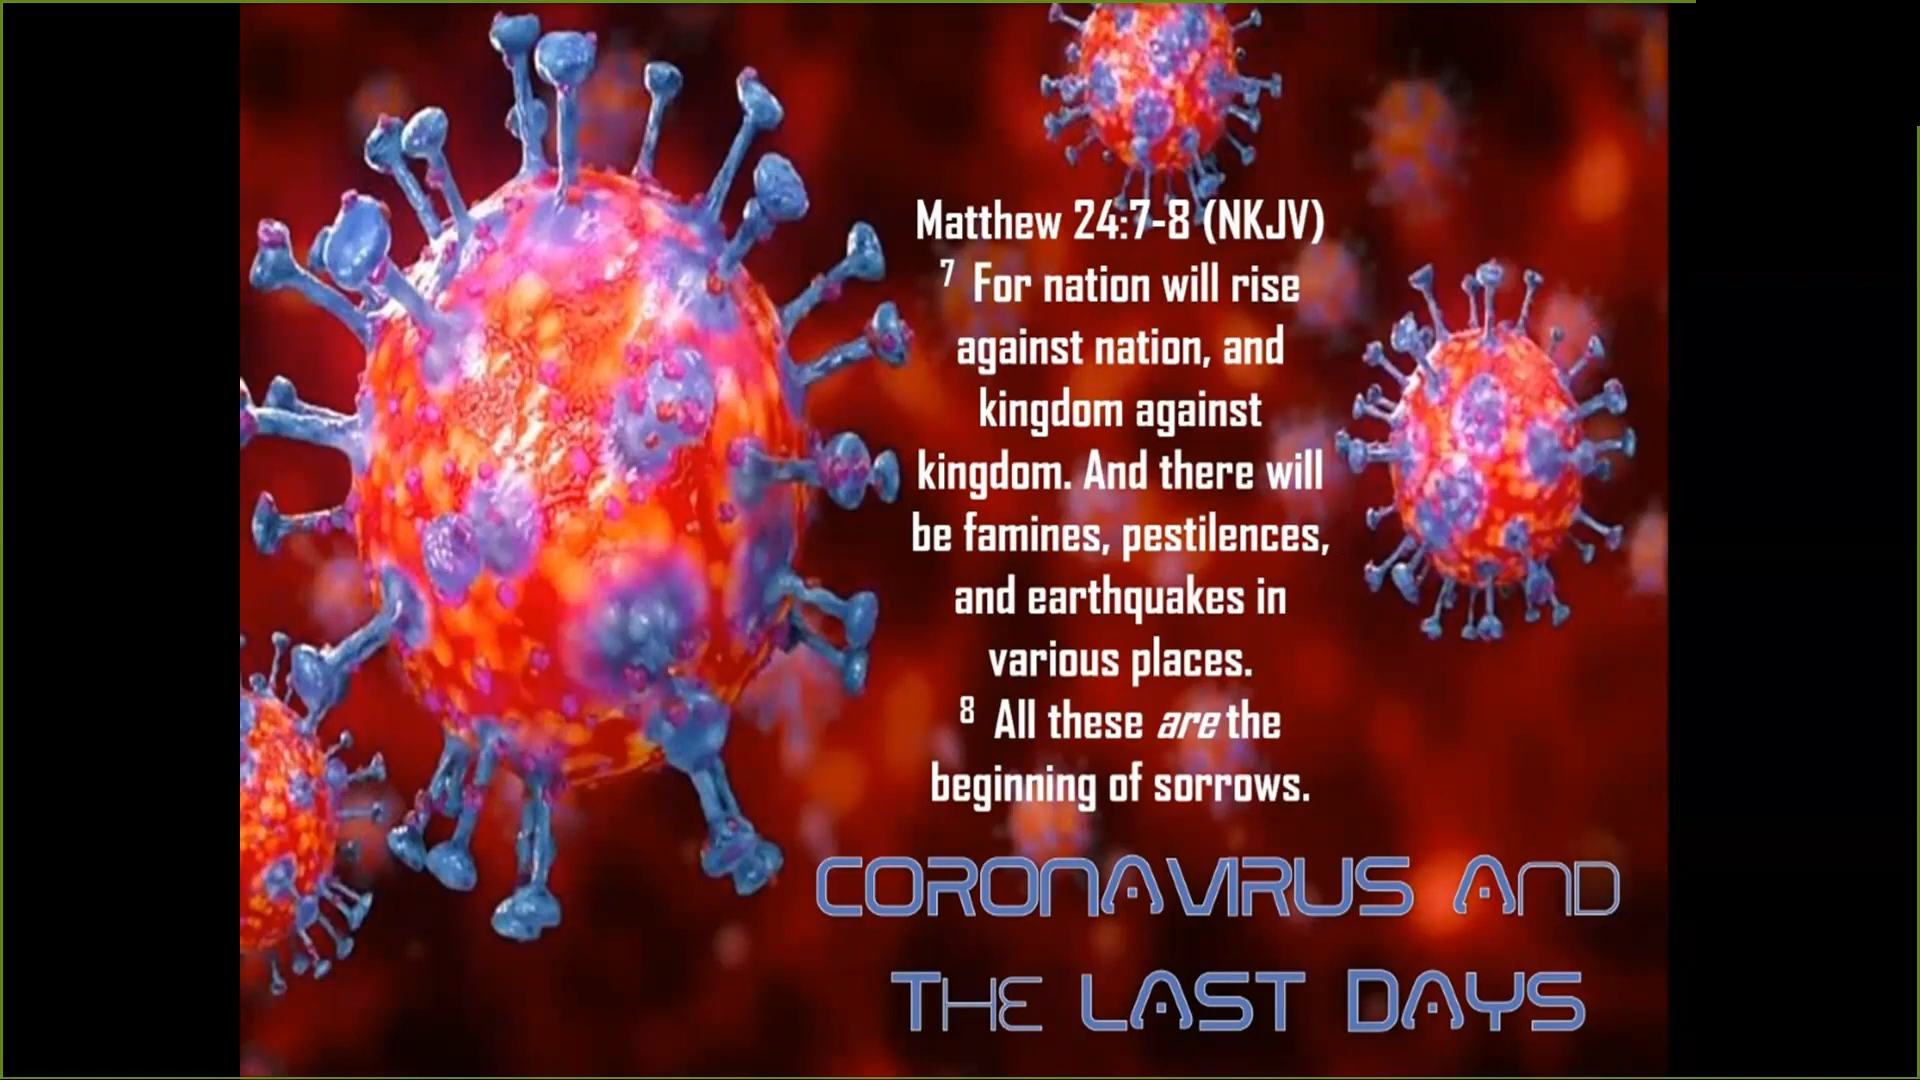 Matthew 24:7-8 (NKJV)
7 For nation will rise
against nation, and
kingdom against
kingdom. And there will
be famines, pestilences,
and earthquakes in
various places.
8 All these are the
beginning of sorrows.
CORONAVIRUS AND
THE LAST DAYS